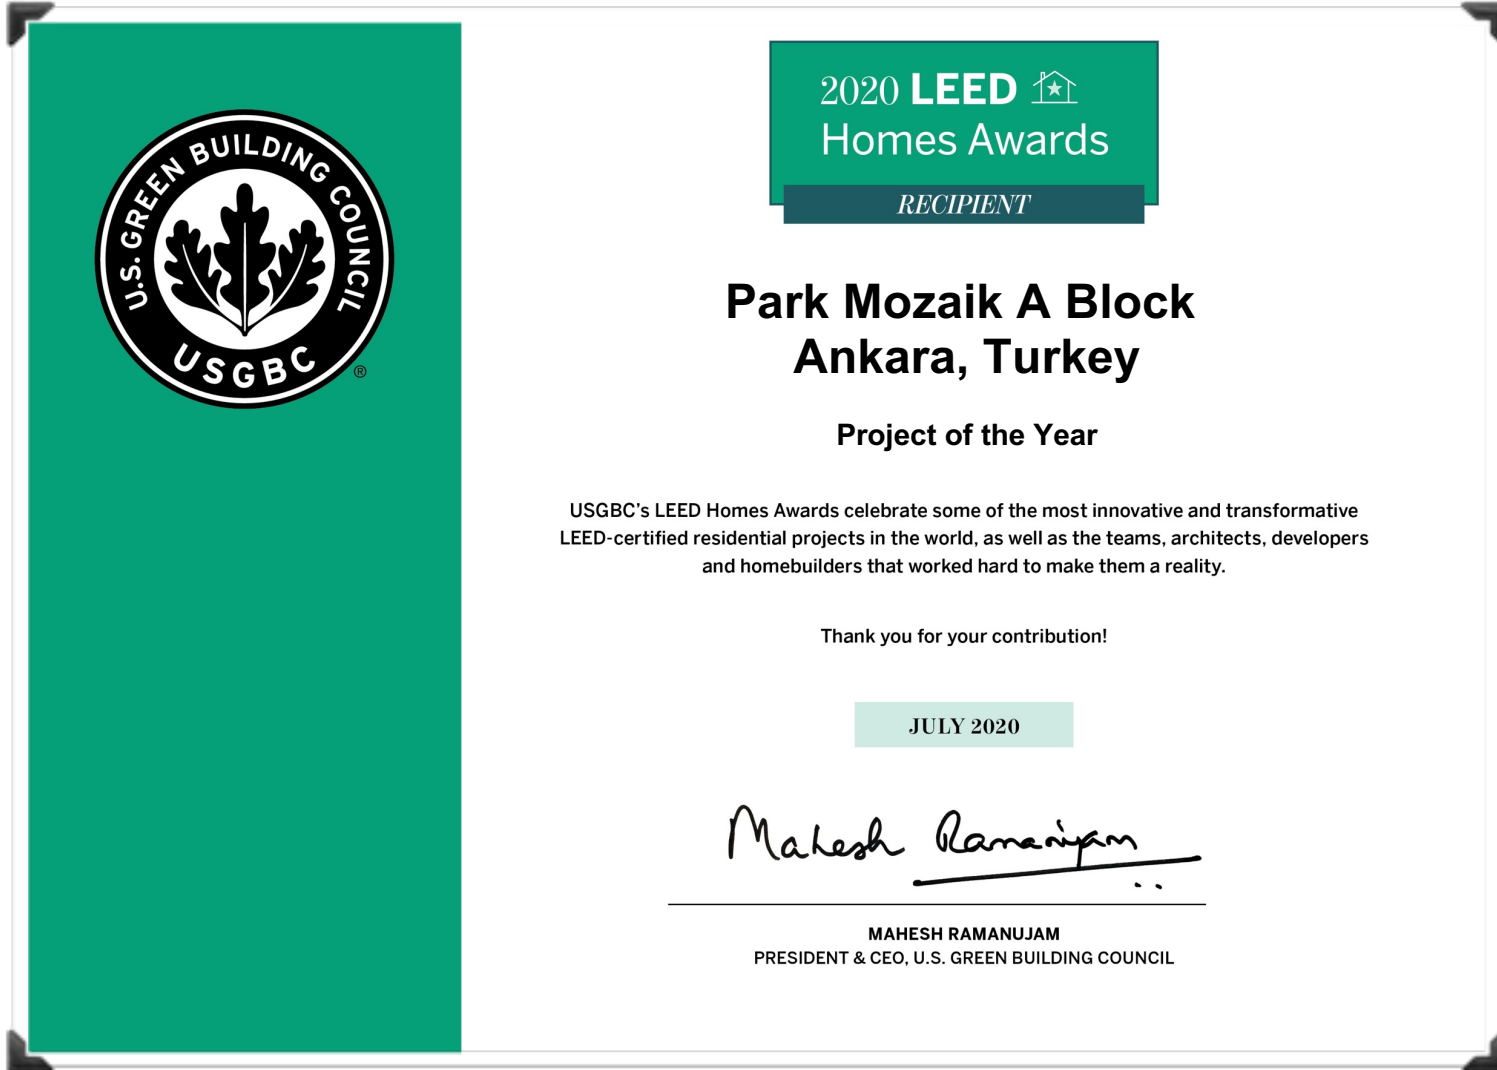 U.S. GREEN BUILDING COUNCIL
USGBC
®
2020 LEED
Homes Awards
RECIPIENT
Park Mozaik A Block
Ankara, Turkey
Project of the Year
USGBC's LEED Homes Awards celebrate some of the most innovative and transformative
LEED-certified residential projects in the world, as well as the teams, architects, developers
and homebuilders that worked hard to make them a reality.
Thank you for your contribution!
JULY 2020
Mahesh Ramanujam
MAHESH RAMANUJAM
PRESIDENT & CEO, U.S. GREEN BUILDING COUNCIL